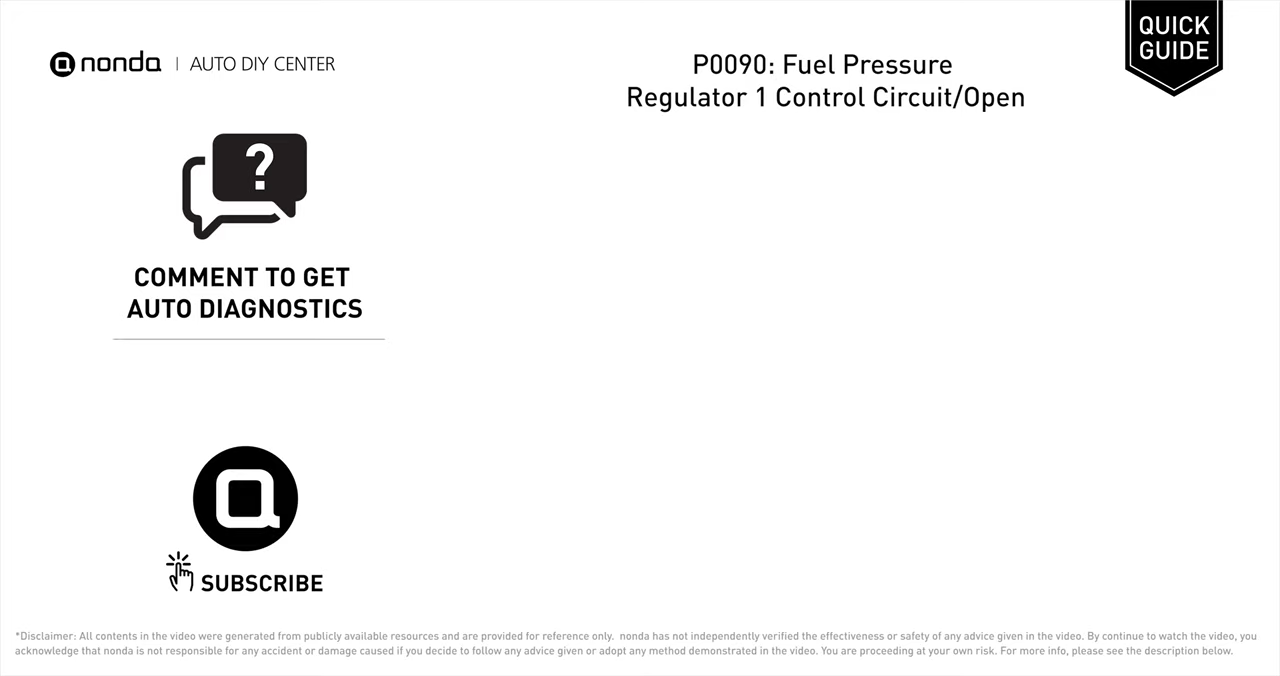 nonda | AUTO DIY CENTER
P0090: Fuel Pressure
Regulator 1 Control Circuit/Open
QUICK
GUIDE
?
COMMENT TO GET
AUTO DIAGNOSTICS
SUBSCRIBE
*Disclaimer: All contents in the video were generated from publicly available resources and are provided for reference only. nonda has not independently verified the effectiveness or safety of any advice given in the video. By continue to watch the video, you
acknowledge that nonda is not responsible for any accident or damage caused if you decide to follow any advice given or adopt any method demonstrated in the video. You are proceeding at your own risk. For more info, please see the description below.